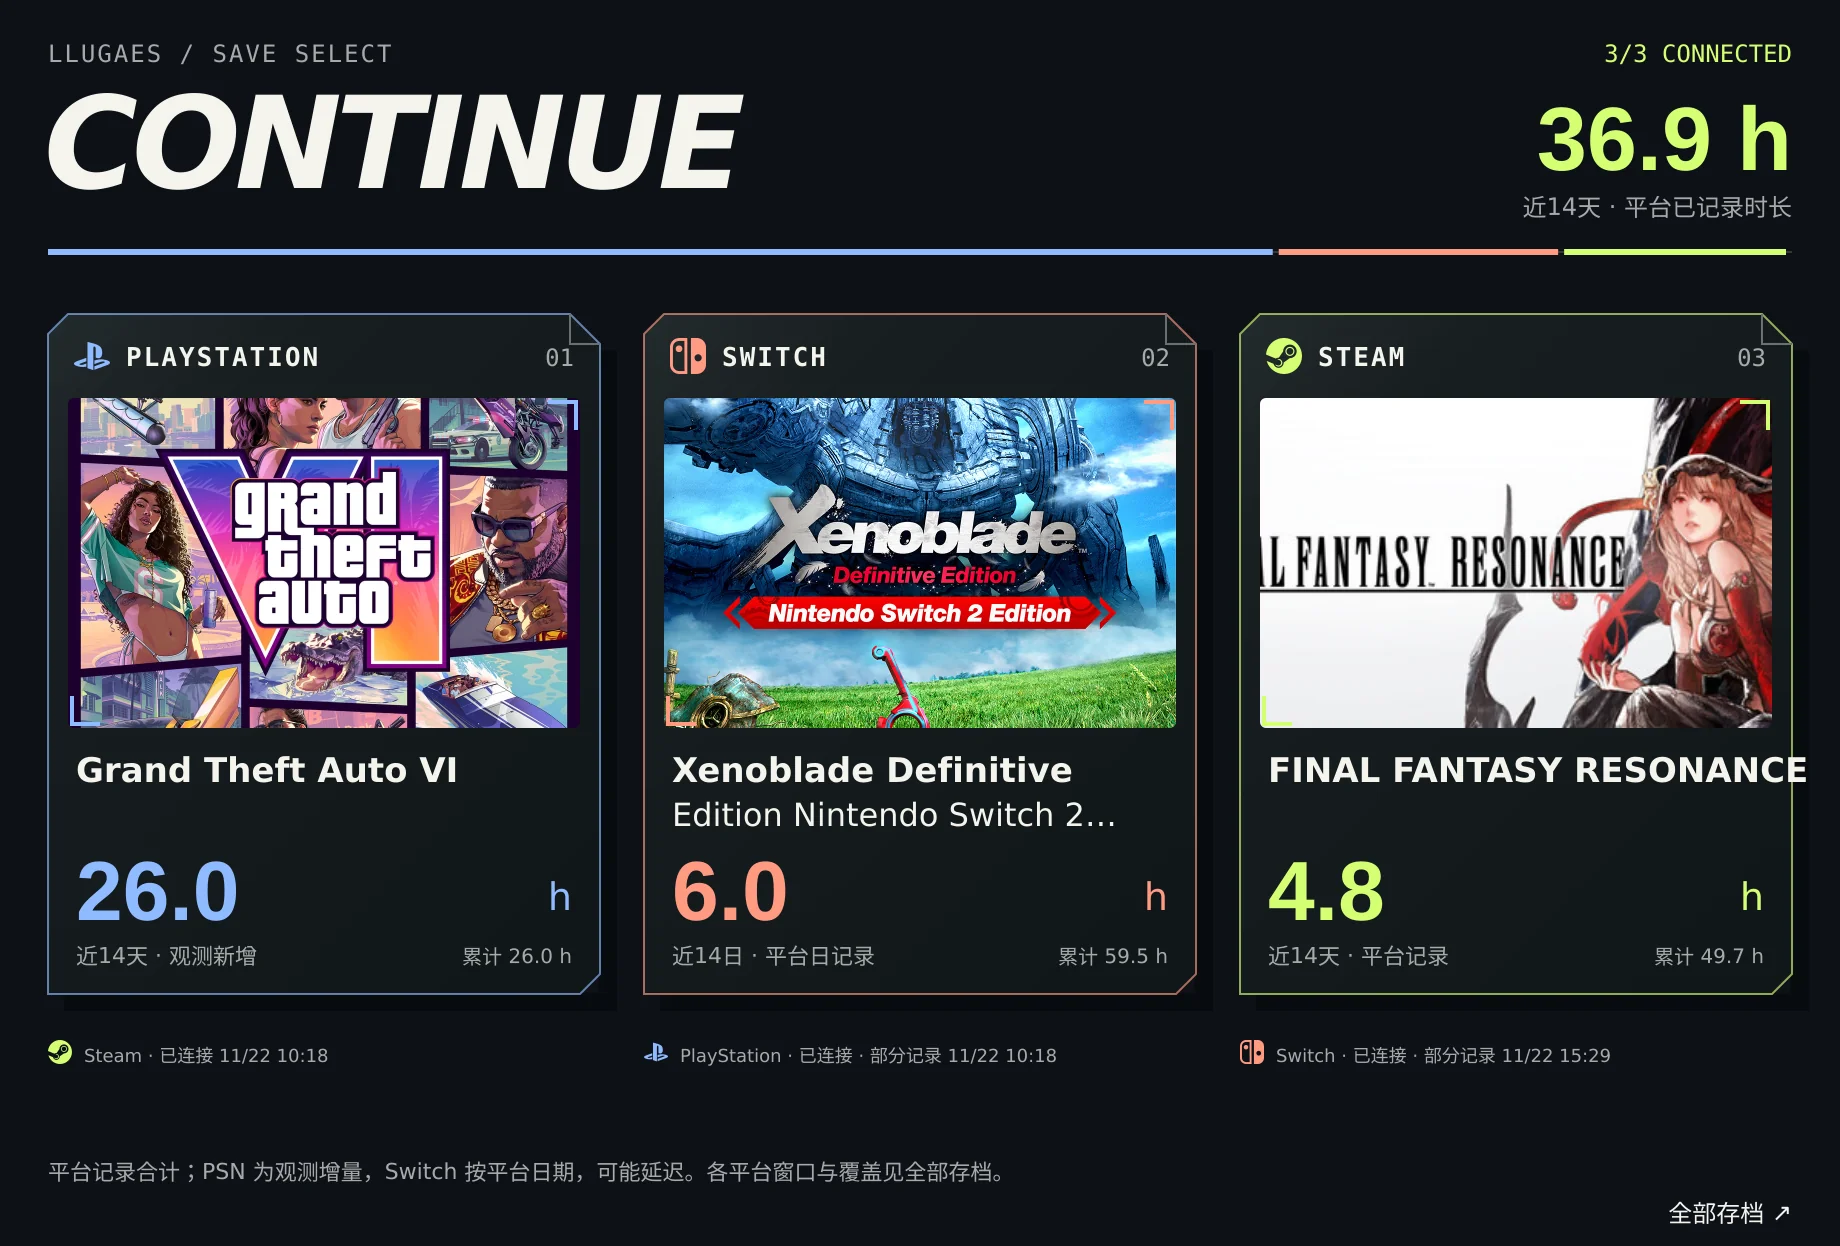 LLUGAES / SAVE SELECT
3/3 CONNECTED
CONTINUE
36.9 h
近14天 · 平台已记录时长
PLAYSTATION
01
grand
theft
auto
VI
Grand Theft Auto VI
26.0 h
近14天 · 观测新增
累计 26.0 h
SWITCH
02
Xenoblade™
Definitive Edition
Nintendo Switch 2 Edition
Xenoblade Definitive
Edition Nintendo Switch 2...
6.0 h
近14日 · 平台日记录
累计 59.5 h
STEAM
03
L FANTASY RESONANCE
FINAL FANTASY RESONANCE
4.8 h
近14天 · 平台记录
累计 49.7 h
Steam · 已连接 11/22 10:18
PlayStation · 已连接 · 部分记录 11/22 10:18
Switch · 已连接 · 部分记录 11/22 15:29
平台记录合计；PSN 为观测增量，Switch 按平台日期，可能延迟。各平台窗口与覆盖见全部存档。
全部存档 ↗